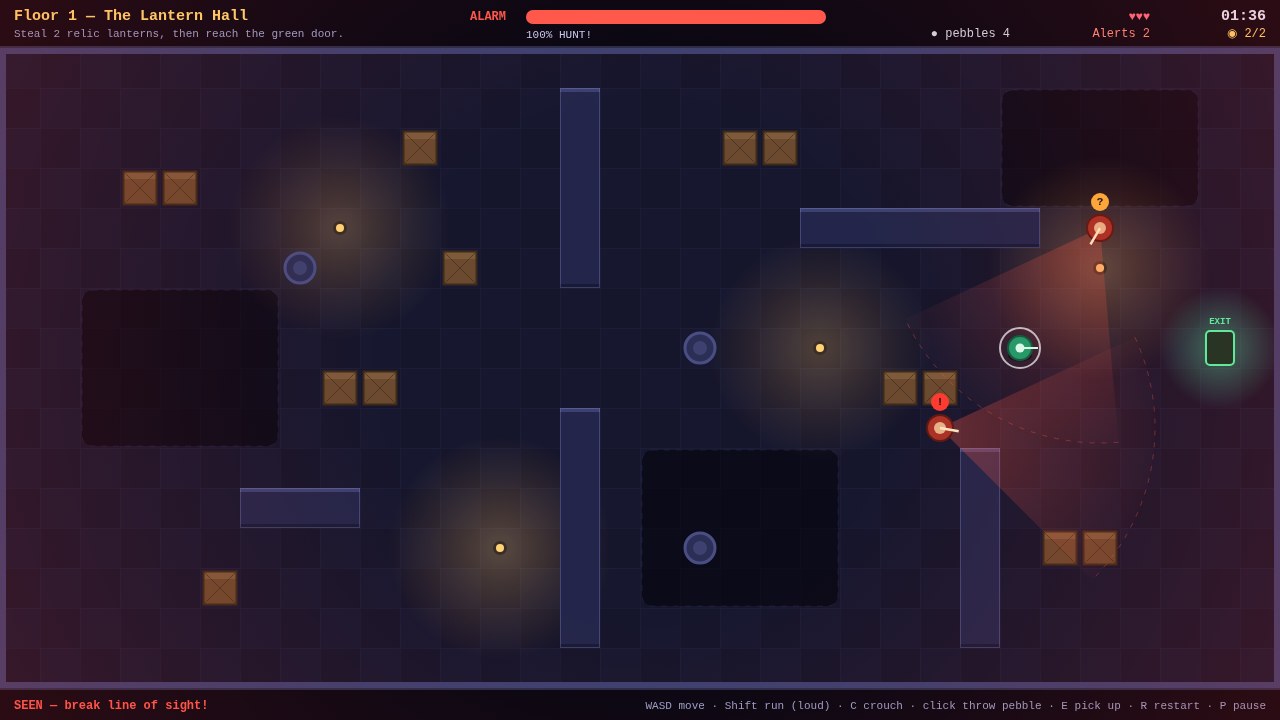 Floor 1 — The Lantern Hall
Steal 2 relic lanterns, then reach the green door.
ALARM
100% HUNT!
● pebbles 4
♥♥♥
Alerts 2
01:36
◉ 2/2
?
EXIT
!
SEEN — break line of sight!
WASD move · Shift run (loud) · C crouch · click throw pebble · E pick up · R restart · P pause